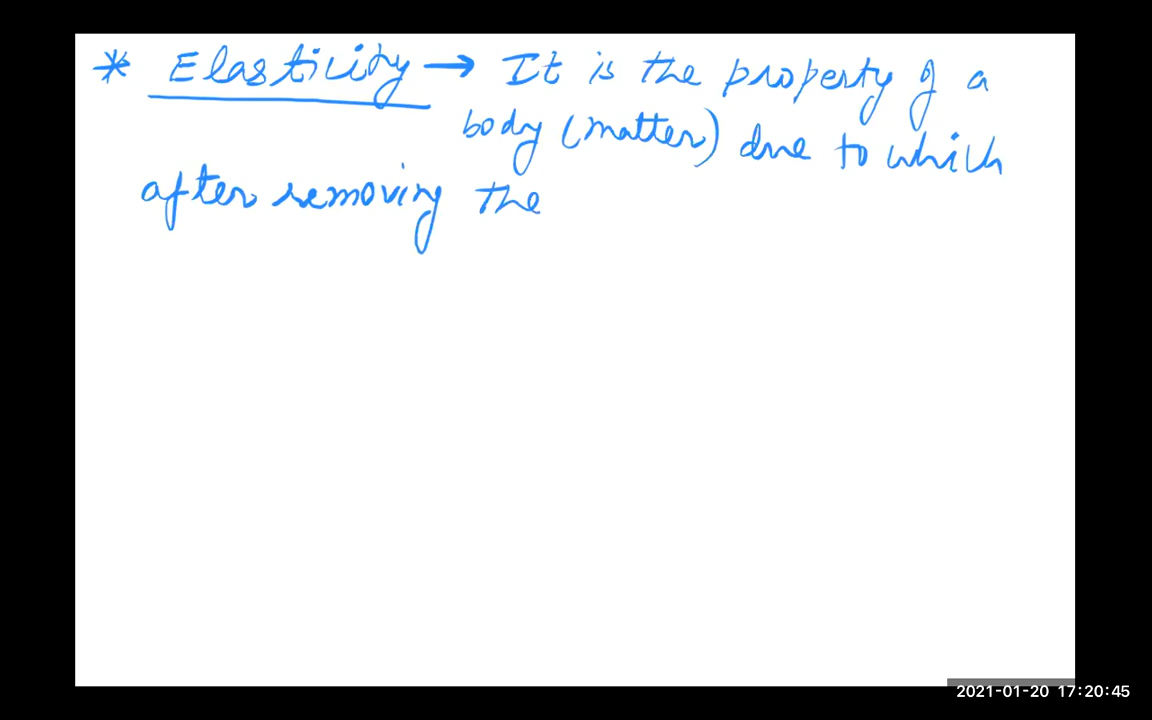 * Elasticity → It is the property of a
body (matter) due to which
after removing the
2021-01-20 17:20:45